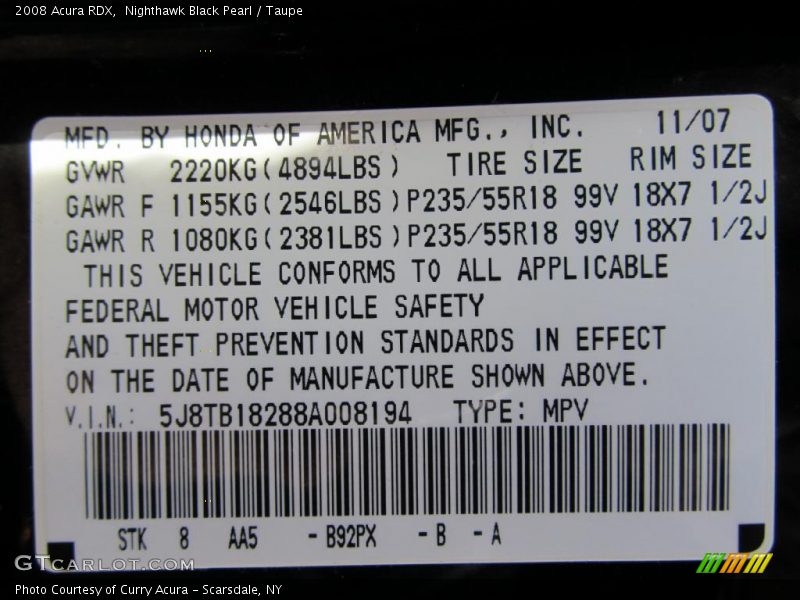 2008 Acura RDX,  Nighthawk Black Pearl / Taupe
MFD. BY HONDA OF AMERICA MFG., INC. 11/07
GVWR 2220KG(4894LBS) TIRE SIZE RIM SIZE
GAWR F 1155KG(2546LBS)P235/55R18 99V 18X7 1/2J
GAWR R 1080KG(2381LBS)P235/55R18 99V 18X7 1/2J
THIS VEHICLE CONFORMS TO ALL APPLICABLE
FEDERAL MOTOR VEHICLE SAFETY
AND THEFT PREVENTION STANDARDS IN EFFECT
ON THE DATE OF MANUFACTURE SHOWN ABOVE.
V.I.N.: 5J8TB18288A008194 TYPE: MPV
STK 8 AA5 -B92PX -B -A
GTcarlot.com
Photo Courtesy of Curry Acura - Scarsdale, NY